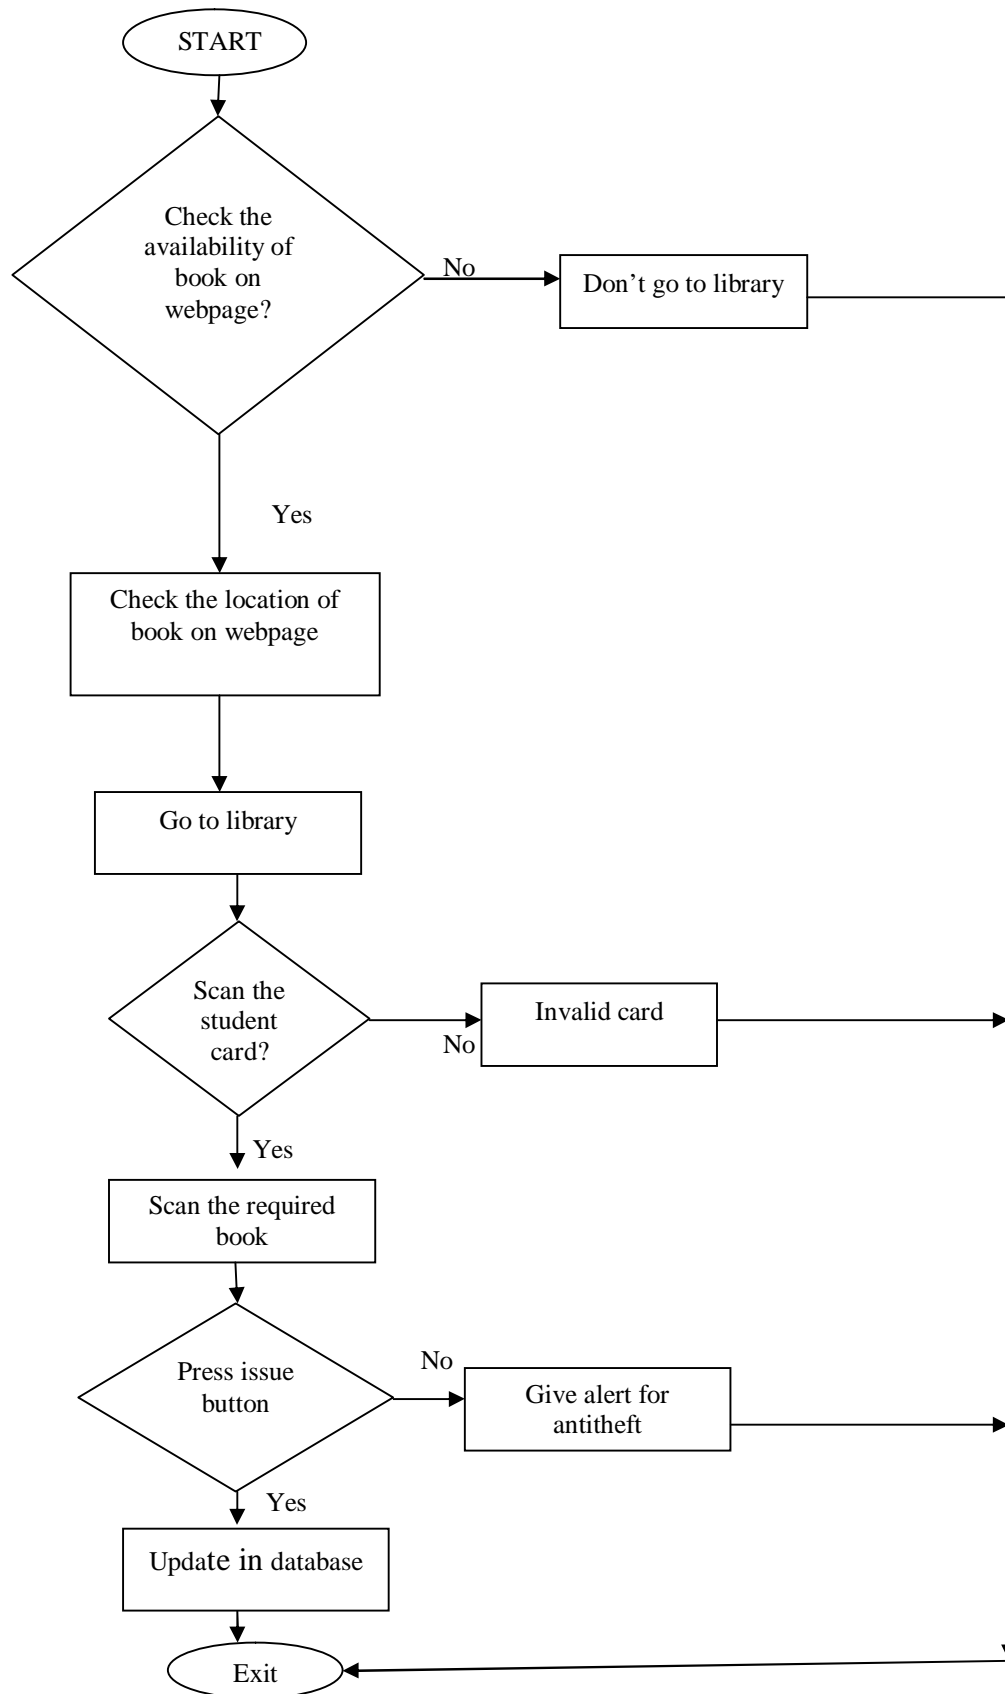 START
Check the
availability of
book on
webpage?
No
Don’t go to library
Yes
Check the location of
book on webpage
Go to library
Scan the
student
card?
No
Invalid card
Yes
Scan the required
book
Press issue
button
No
Give alert for
antitheft
Yes
Update in database
Exit